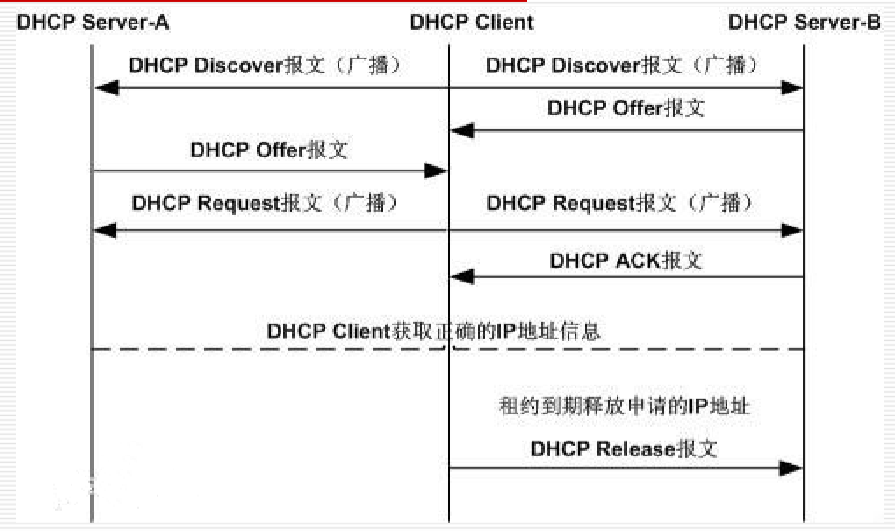 DHCP Server-A
DHCP Client
DHCP Server-B
DHCP Discover报文（广播）
DHCP Discover报文（广播）
DHCP Offer报文
DHCP Offer报文
DHCP Request报文（广播）
DHCP Request报文（广播）
DHCP ACK报文
DHCP Client获取正确的IP地址信息
租约到期释放申请的IP地址
DHCP Release报文